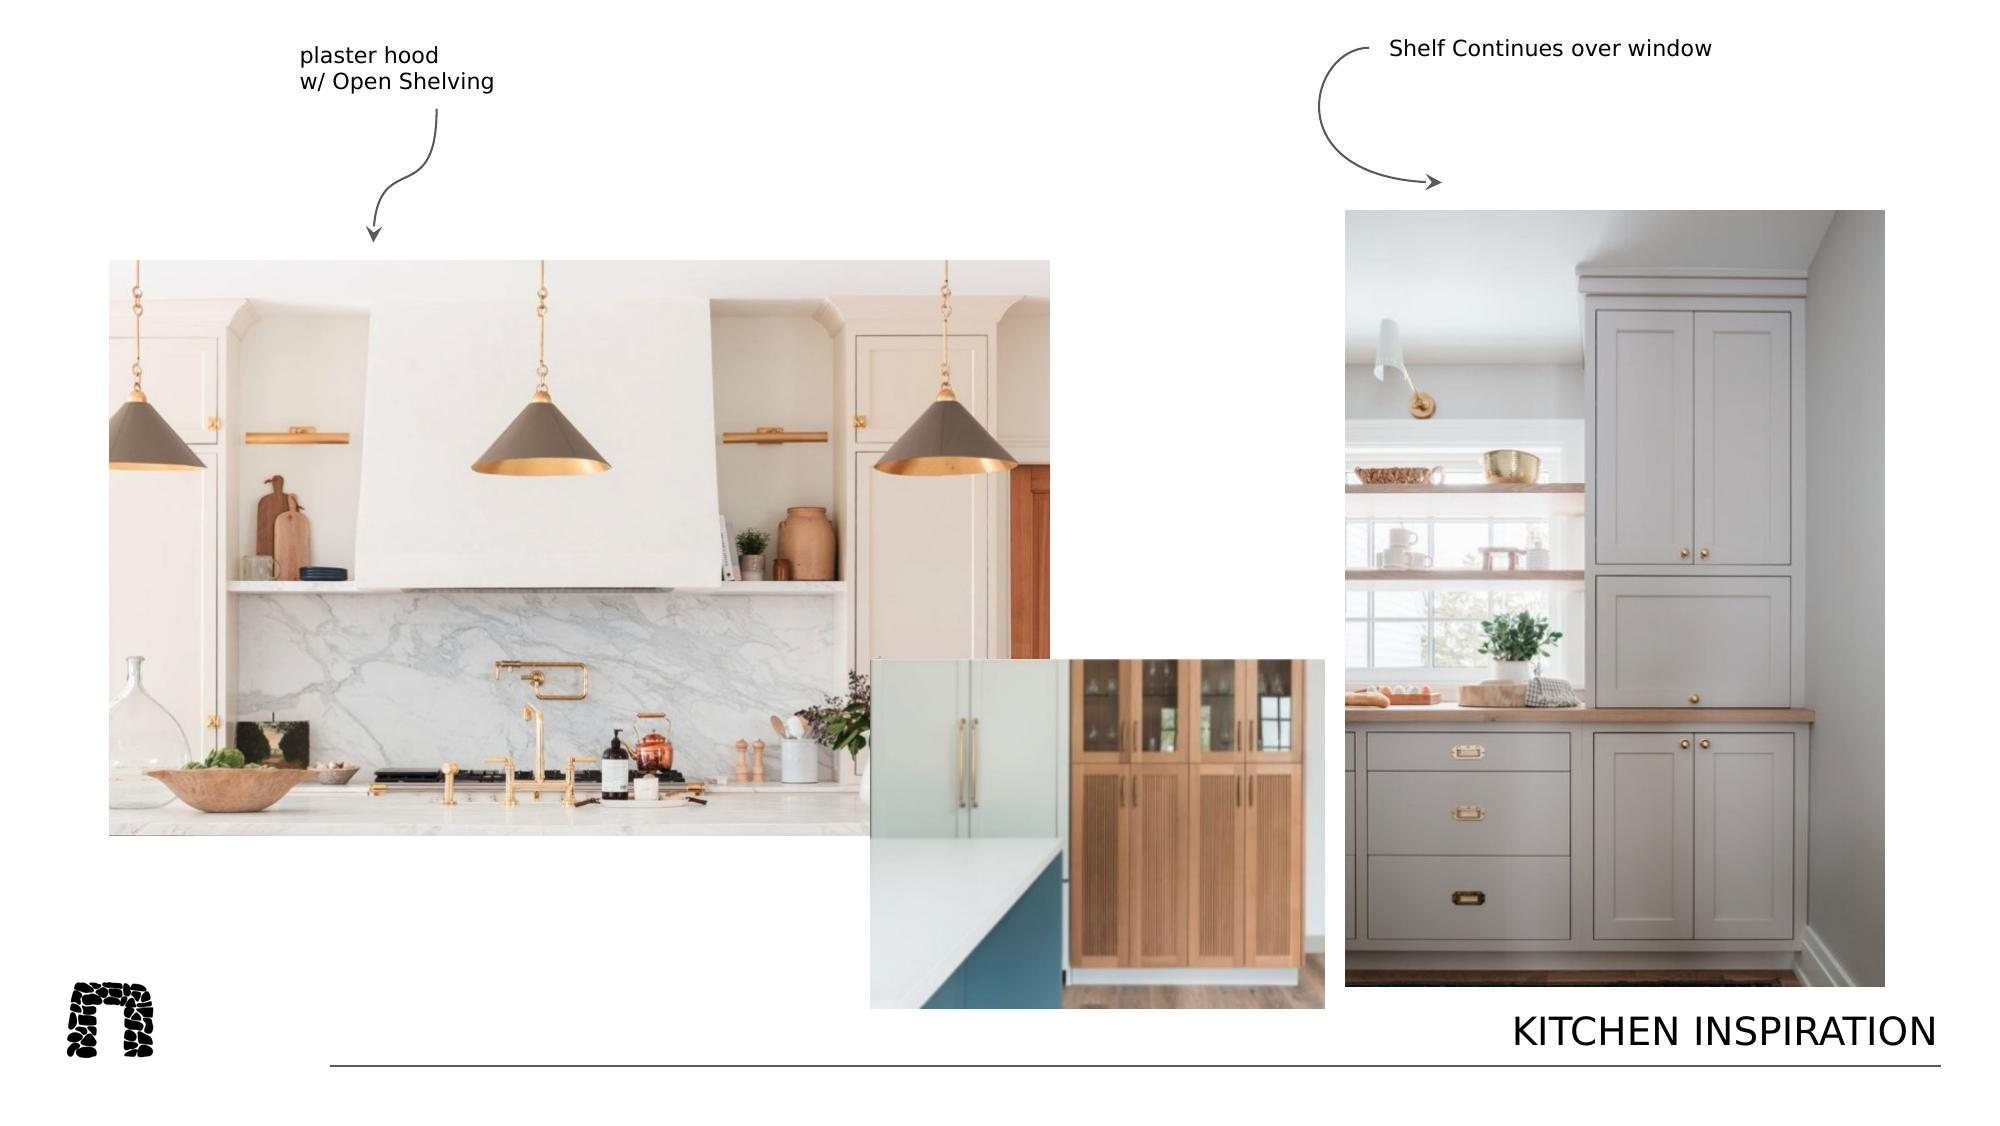 plaster hood
w/ Open Shelving
Shelf Continues over window
KITCHEN INSPIRATION